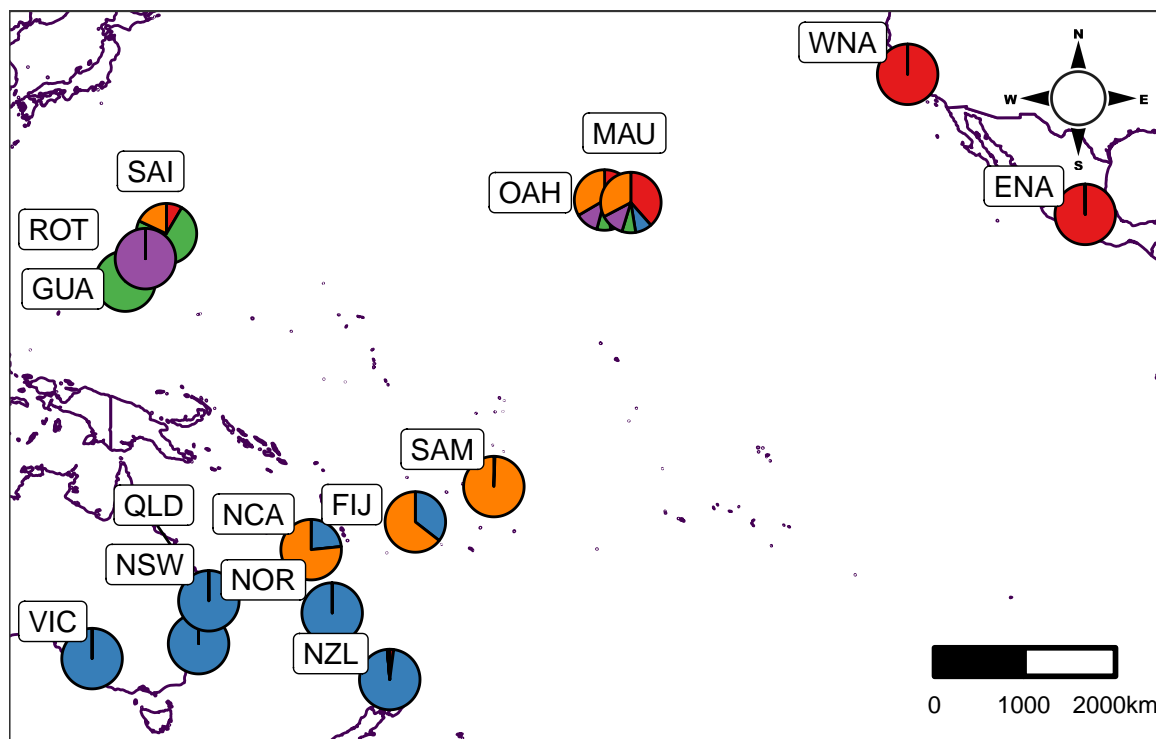 WNA
N
W
E
S
MAU
SAI
OAH
ENA
ROT
GUA
SAM
QLD
NCA
FIJ
NSW
NOR
VIC
NZL
0 1000 2000km